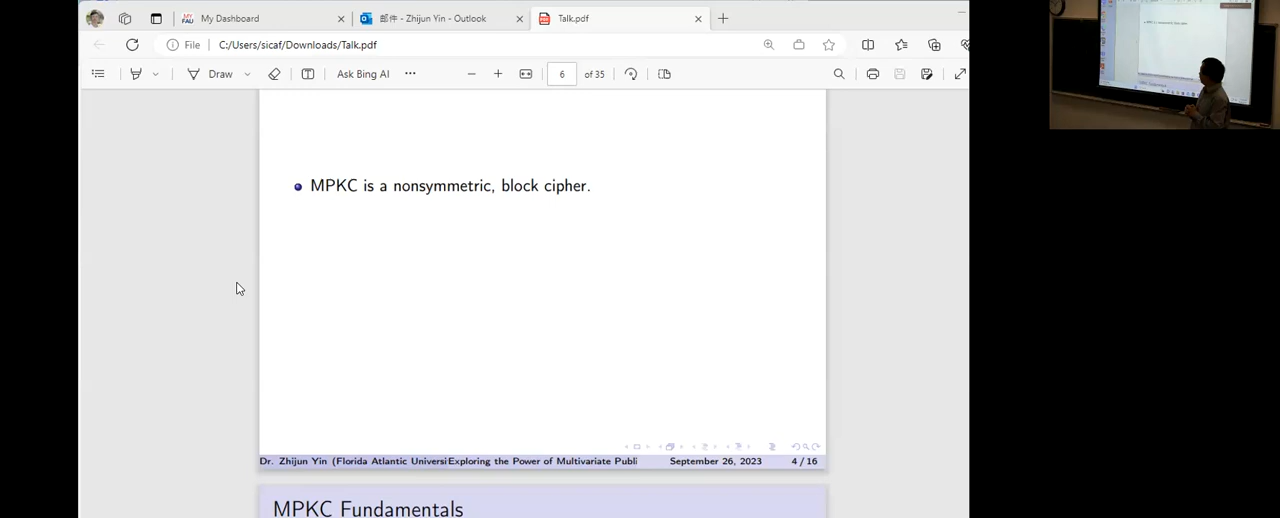 My Dashboard
邮件 - Zhijun Yin - Outlook
Talk.pdf
File C:/Users/sicaf/Downloads/Talk.pdf
Draw Ask Bing AI 6 of 35
MPKC is a nonsymmetric, block cipher.
Dr. Zhijun Yin (Florida Atlantic Universi Exploring the Power of Multivariate Publi September 26, 2023 4 / 16
MPKC Fundamentals